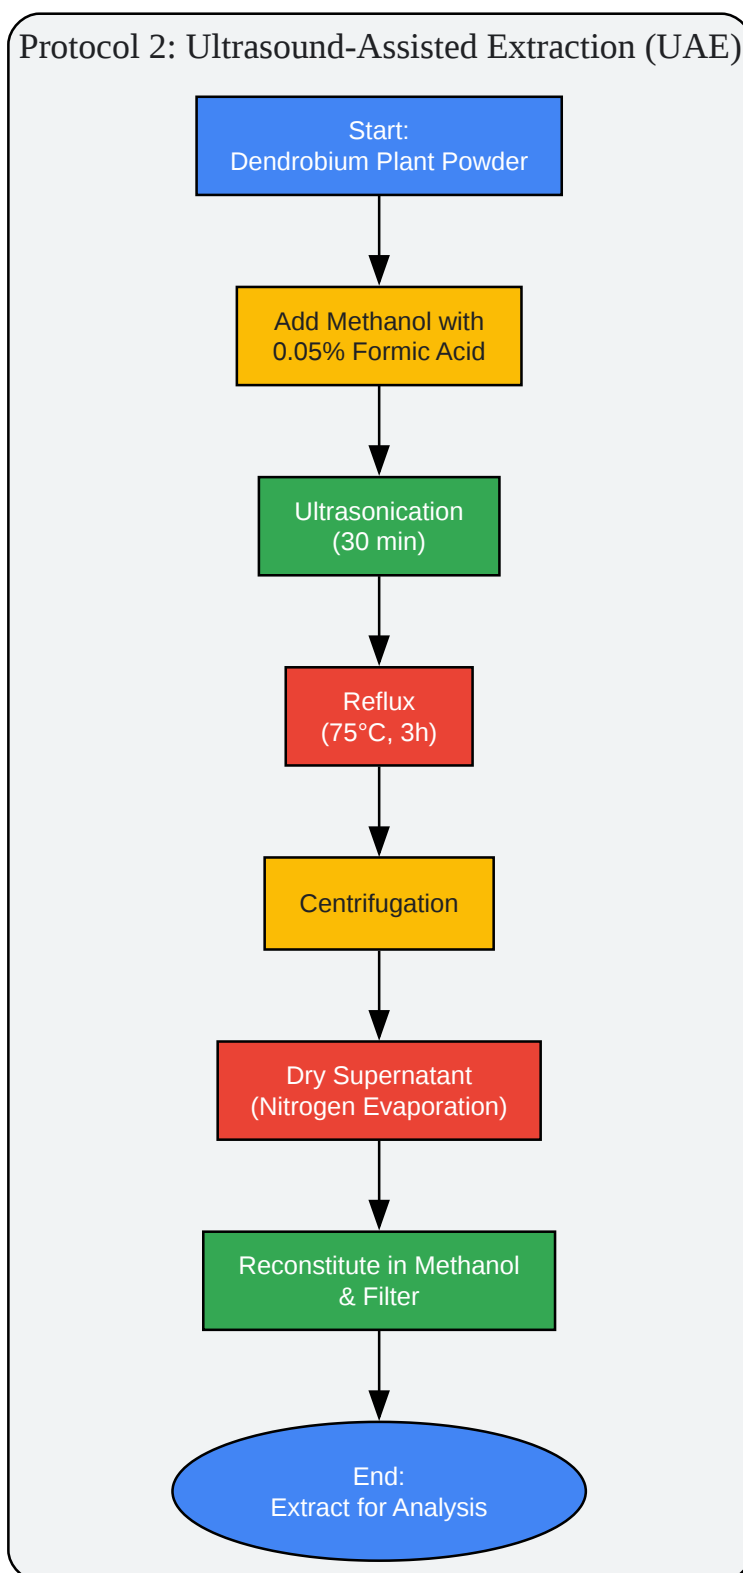 Protocol 2: Ultrasound-Assisted Extraction (UAE)
Start:
Dendrobium Plant Powder
Add Methanol with
0.05% Formic Acid
Ultrasonication
(30 min)
Reflux
(75°C, 3h)
Centrifugation
Dry Supernatant
(Nitrogen Evaporation)
Reconstitute in Methanol
& Filter
End:
Extract for Analysis